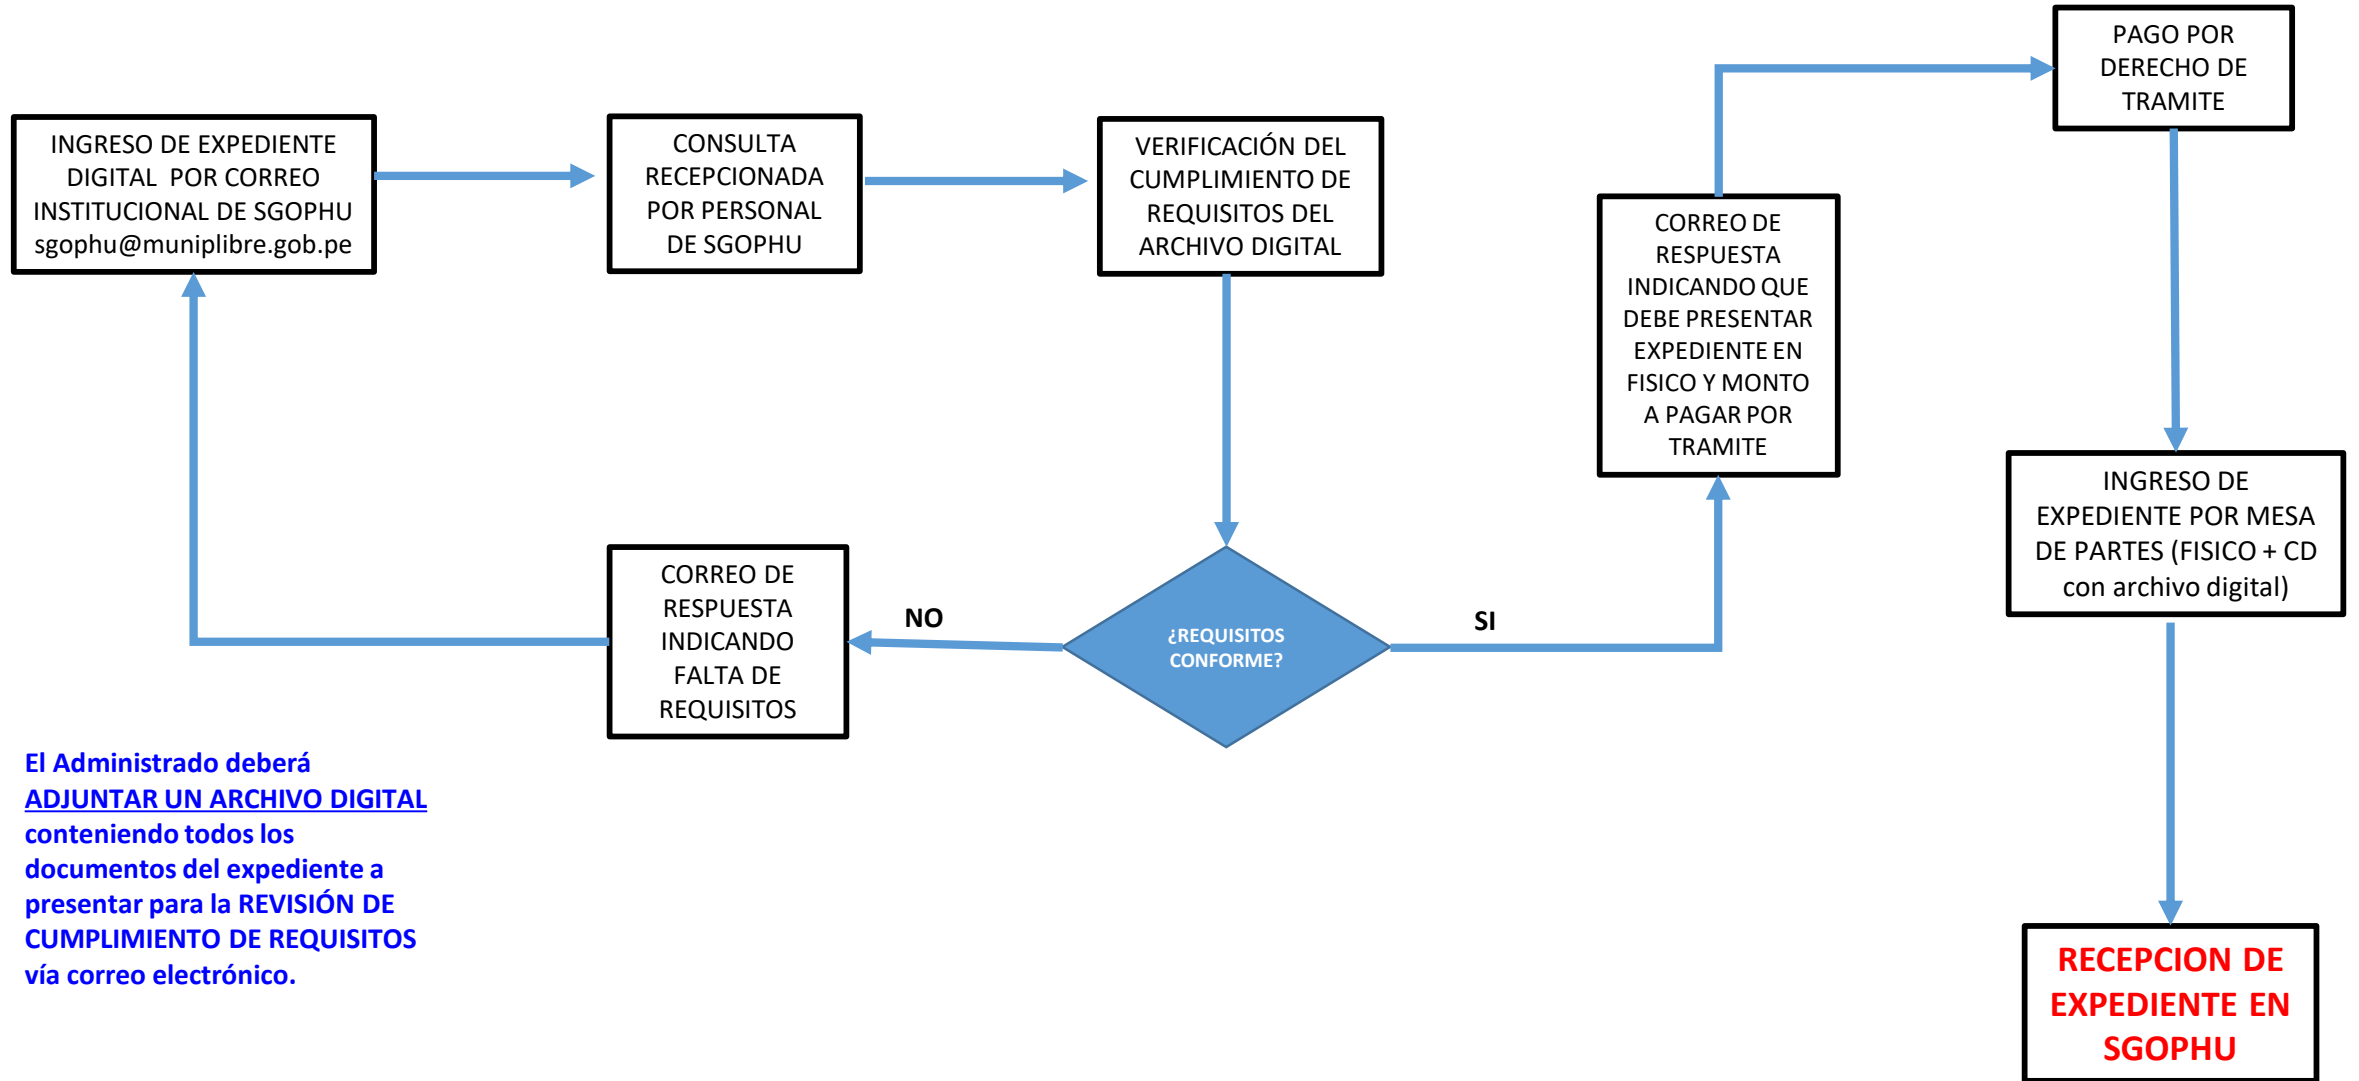 INGRESO DE EXPEDIENTE
DIGITAL POR CORREO
INSTITUCIONAL DE SGOPHU
sgophu@muniplibre.gob.pe
CONSULTA
RECEPCIONADA
POR PERSONAL
DE SGOPHU
VERIFICACIÓN DEL
CUMPLIMIENTO DE
REQUISITOS DEL
ARCHIVO DIGITAL
¿REQUISITOS
CONFORME?
NO
CORREO DE
RESPUESTA
INDICANDO
FALTA DE
REQUISITOS
SI
CORREO DE
RESPUESTA
INDICANDO QUE
DEBE PRESENTAR
EXPEDIENTE EN
FISICO Y MONTO
A PAGAR POR
TRAMITE
PAGO POR
DERECHO DE
TRAMITE
INGRESO DE
EXPEDIENTE POR MESA
DE PARTES (FISICO + CD
con archivo digital)
RECEPCION DE
EXPEDIENTE EN
SGOPHU
El Administrado deberá
ADJUNTAR UN ARCHIVO DIGITAL
conteniendo todos los
documentos del expediente a
presentar para la REVISIÓN DE
CUMPLIMIENTO DE REQUISITOS
vía correo electrónico.